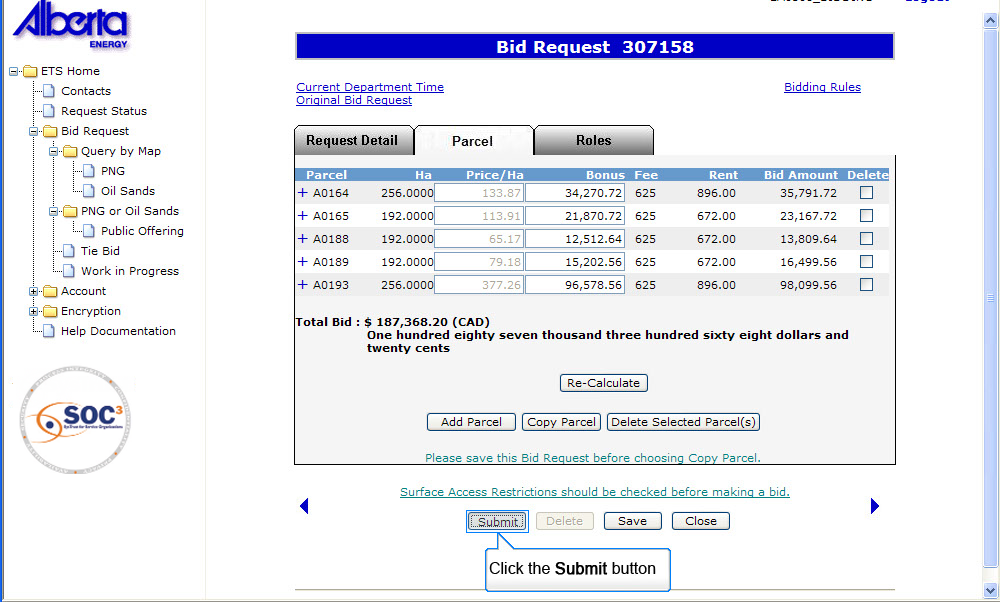 Alberta
ENERGY
ETS Home
Contacts
Request Status
Bid Request
Query by Map
PNG
Oil Sands
PNG or Oil Sands
Public Offering
Tie Bid
Work in Progress
Account
Encryption
Help Documentation
SOC3
Bid Request 307158
Current Department Time
Original Bid Request
Bidding Rules
Request Detail Parcel Roles
Parcel Ha Price/Ha Bonus Fee Rent Bid Amount Delete
+ A0164 256.0000 133.87 34,270.72 625 896.00 35,791.72
+ A0165 192.0000 113.91 21,870.72 625 672.00 23,167.72
+ A0188 192.0000 65.17 12,512.64 625 672.00 13,809.64
+ A0189 192.0000 79.18 15,202.56 625 672.00 16,499.56
+ A0193 256.0000 377.26 96,578.56 625 896.00 98,099.56
Total Bid : $ 187,368.20 (CAD)
One hundred eighty seven thousand three hundred sixty eight dollars and
twenty cents
Re-Calculate
Add Parcel Copy Parcel Delete Selected Parcel(s)
Please save this Bid Request before choosing Copy Parcel.
Surface Access Restrictions should be checked before making a bid.
Submit Delete Save Close
Click the Submit button